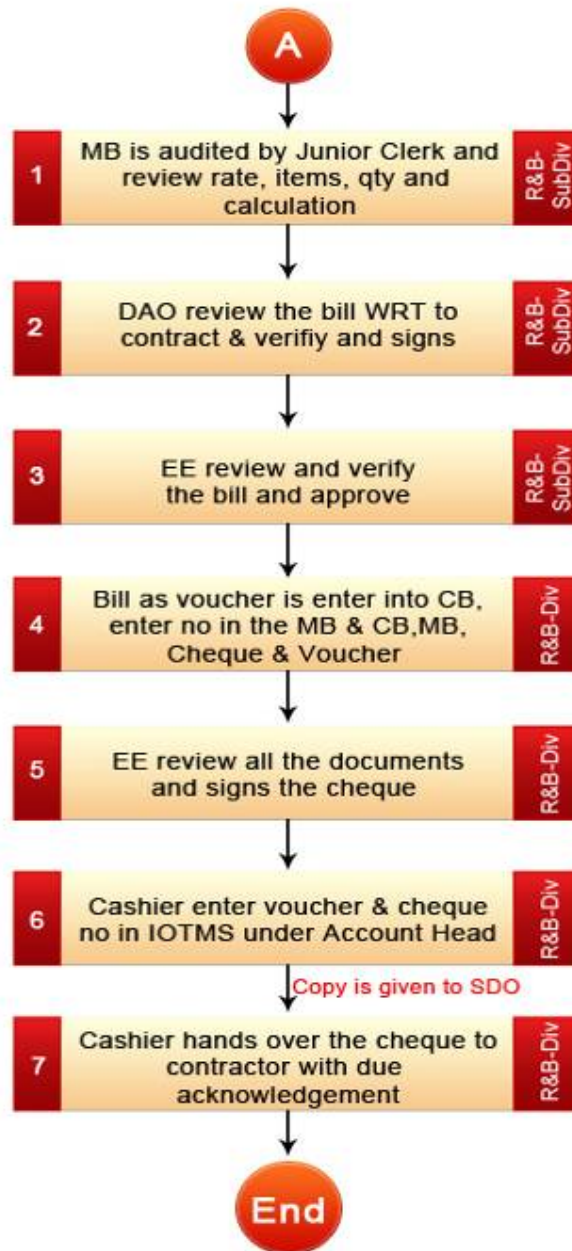 A
1
MB is audited by Junior Clerk and
review rate, items, qty and
calculation
R&B-
SubDiv
2
DAO review the bill WRT to
contract & verifiy and signs
R&B-
SubDiv
3
EE review and verify
the bill and approve
R&B-
SubDiv
4
Bill as voucher is enter into CB,
enter no in the MB & CB,MB,
Cheque & Voucher
R&B-Div
5
EE review all the documents
and signs the cheque
R&B-Div
6
Cashier enter voucher & cheque
no in IOTMS under Account Head
R&B-Div
Copy is given to SDO
7
Cashier hands over the cheque to
contractor with due
acknowledgement
R&B-Div
End